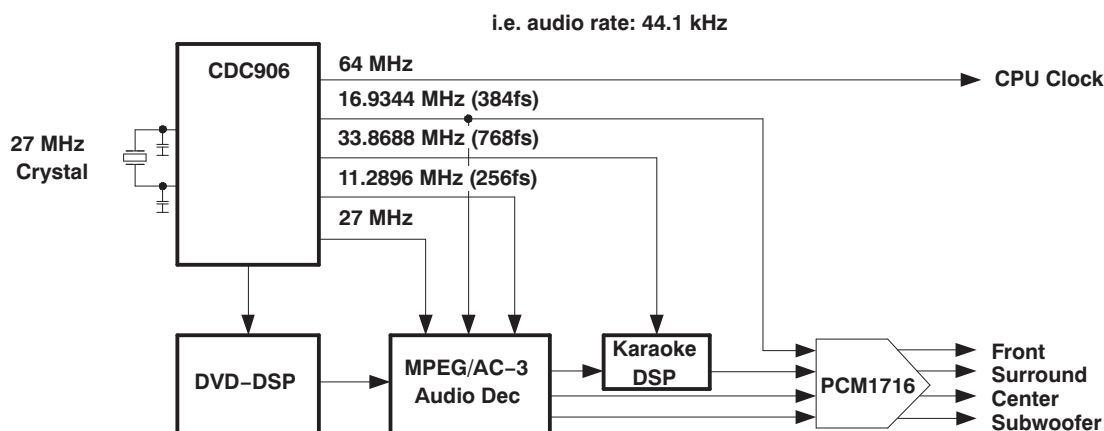 i.e. audio rate: 44.1 kHz
CDC906
64 MHz
CPU Clock
16.9344 MHz (384fs)
27 MHz
Crystal
33.8688 MHz (768fs)
11.2896 MHz (256fs)
27 MHz
DVD–DSP
MPEG/AC–3
Audio Dec
Karaoke
DSP
PCM1716
Front
Surround
Center
Subwoofer